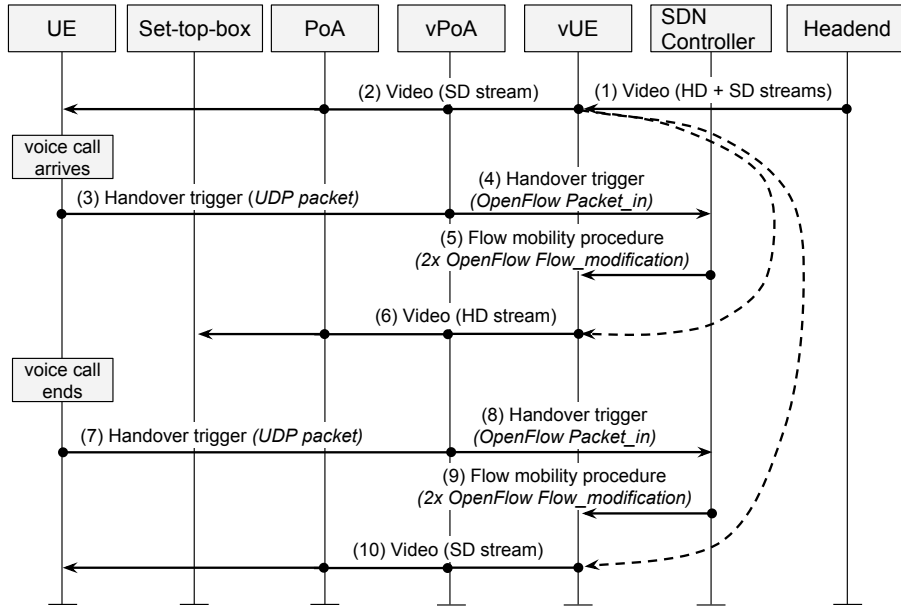 UE
Set-top-box
PoA
vPoA
vUE
SDN
Controller
Headend
(2) Video (SD stream)
(1) Video (HD + SD streams)
voice call
arrives
(3) Handover trigger (UDP packet)
(4) Handover trigger
(OpenFlow Packet_in)
(5) Flow mobility procedure
(2x OpenFlow Flow_modification)
(6) Video (HD stream)
voice call
ends
(7) Handover trigger (UDP packet)
(8) Handover trigger
(OpenFlow Packet_in)
(9) Flow mobility procedure
(2x OpenFlow Flow_modification)
(10) Video (SD stream)